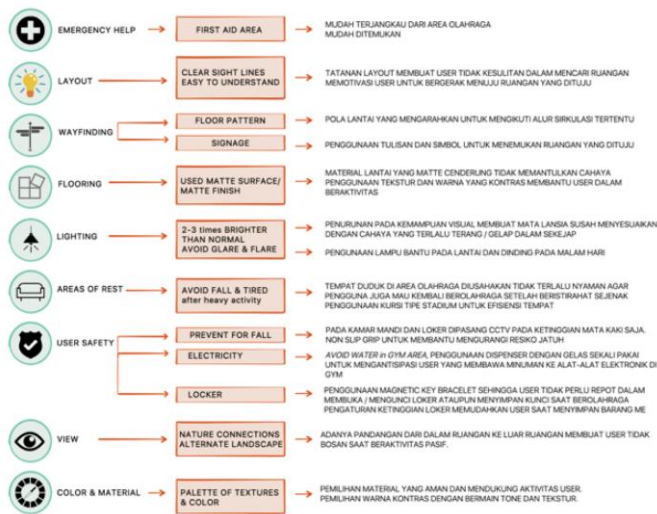 EMERGENCY HELP
FIRST AID AREA
MUDAH TERJANGKAU DARI AREA OLAHRAGA
MUDAH DITEMUKAN
LAYOUT
CLEAR SIGHT LINES
EASY TO UNDERSTAND
TATANAN LAYOUT MEMBUAT USER TIDAK KESULITAN DALAM MENCARI RUANGAN
MEMOTIVASI USER UNTUK BERGERAK MENUJU RUANGAN YANG DITUJU
WAYFINDING
FLOOR PATTERN
POLA LANTAI YANG MENGARAHKAN UNTUK MENGIKUTI ALUR SIRKULASI TERTENTU
SIGNAGE
PENGGUNAAN TULISAN DAN SIMBOL UNTUK MENEMUKAN RUANGAN YANG DITUJU
FLOORING
USED MATTE SURFACE/
MATTE FINISH
MATERIAL LANTAI YANG MATTE CENDERUNG TIDAK MEMANTULKAN CAHAYA
PENGGUNAAN TEKSTUR DAN WARNA YANG KONTRAS MEMBANTU USER DALAM
BERAKTIVITAS
LIGHTING
2-3 times BRIGHTER
THAN NORMAL
AVOID GLARE & FLARE
PENURUNAN PADA KEMAMPUAN VISUAL MEMBUAT MATA LANSIA SUSAH MENYESUAIKAN
DENGAN CAHAYA YANG TERLALU TERANG / GELAP DALAM SEKEJAP
PENGUNAAN LAMPU BANTU PADA LANTAI DAN DINDING PADA MALAM HARI
AREAS OF REST
AVOID FALL & TIRED
after heavy activity
TEMPAT DUDUK DI AREA OLAHRAGA DIUSAHAKAN TIDAK TERLALU NYAMAN AGAR
PENGGUNA JUGA MAU KEMBALI BEROLAHRAGA SETELAH BERISTIRAHAT SEJENAK
PENGGUNAAN KURSI TIPE STADIUM UNTUK EFISIENSI TEMPAT
USER SAFETY
PREVENT FOR FALL
PADA KAMAR MANDI DAN LOKER DIPASANG CCTV PADA KETINGGIAN MATA KAKI SAJA.
NON SLIP GRIP UNTUK MEMBANTU MENGURANGI RESIKO JATUH
ELECTRICITY
AVOID WATER in GYM AREA, PENGGUNAAN DISPENSER DENGAN GELAS SEKALI PAKAI
UNTUK MENGANTISIPASI USER YANG MEMBAWA MINUMAN KE ALAT-ALAT ELEKTRONIK DI
GYM
LOCKER
PENGGUNAAN MAGNETIC KEY BRACELET SEHINGGA USER TIDAK PERLU REPOT DALAM
MEMBUKA / MENGUNCI LOKER ATAUPUN MENYIMPAN KUNCI SAAT BEROLAHRAGA
PENGATURAN KETINGGIAN LOKER MEMUDAHKAN USER SAAT MENYIMPAN BARANG ME
VIEW
NATURE CONNECTIONS
ALTERNATE LANDSCAPE
ADANYA PANDANGAN DARI DALAM RUANGAN KE LUAR RUANGAN MEMBUAT USER TIDAK
BOSAN SAAT BERAKTIVITAS PASIF.
COLOR & MATERIAL
PALETTE OF TEXTURES
& COLOR
PEMILIHAN MATERIAL YANG AMAN DAN MENDUKUNG AKTIVITAS USER.
PEMILIHAN WARNA KONTRAS DENGAN BERMAIN TONE DAN TEKSTUR.